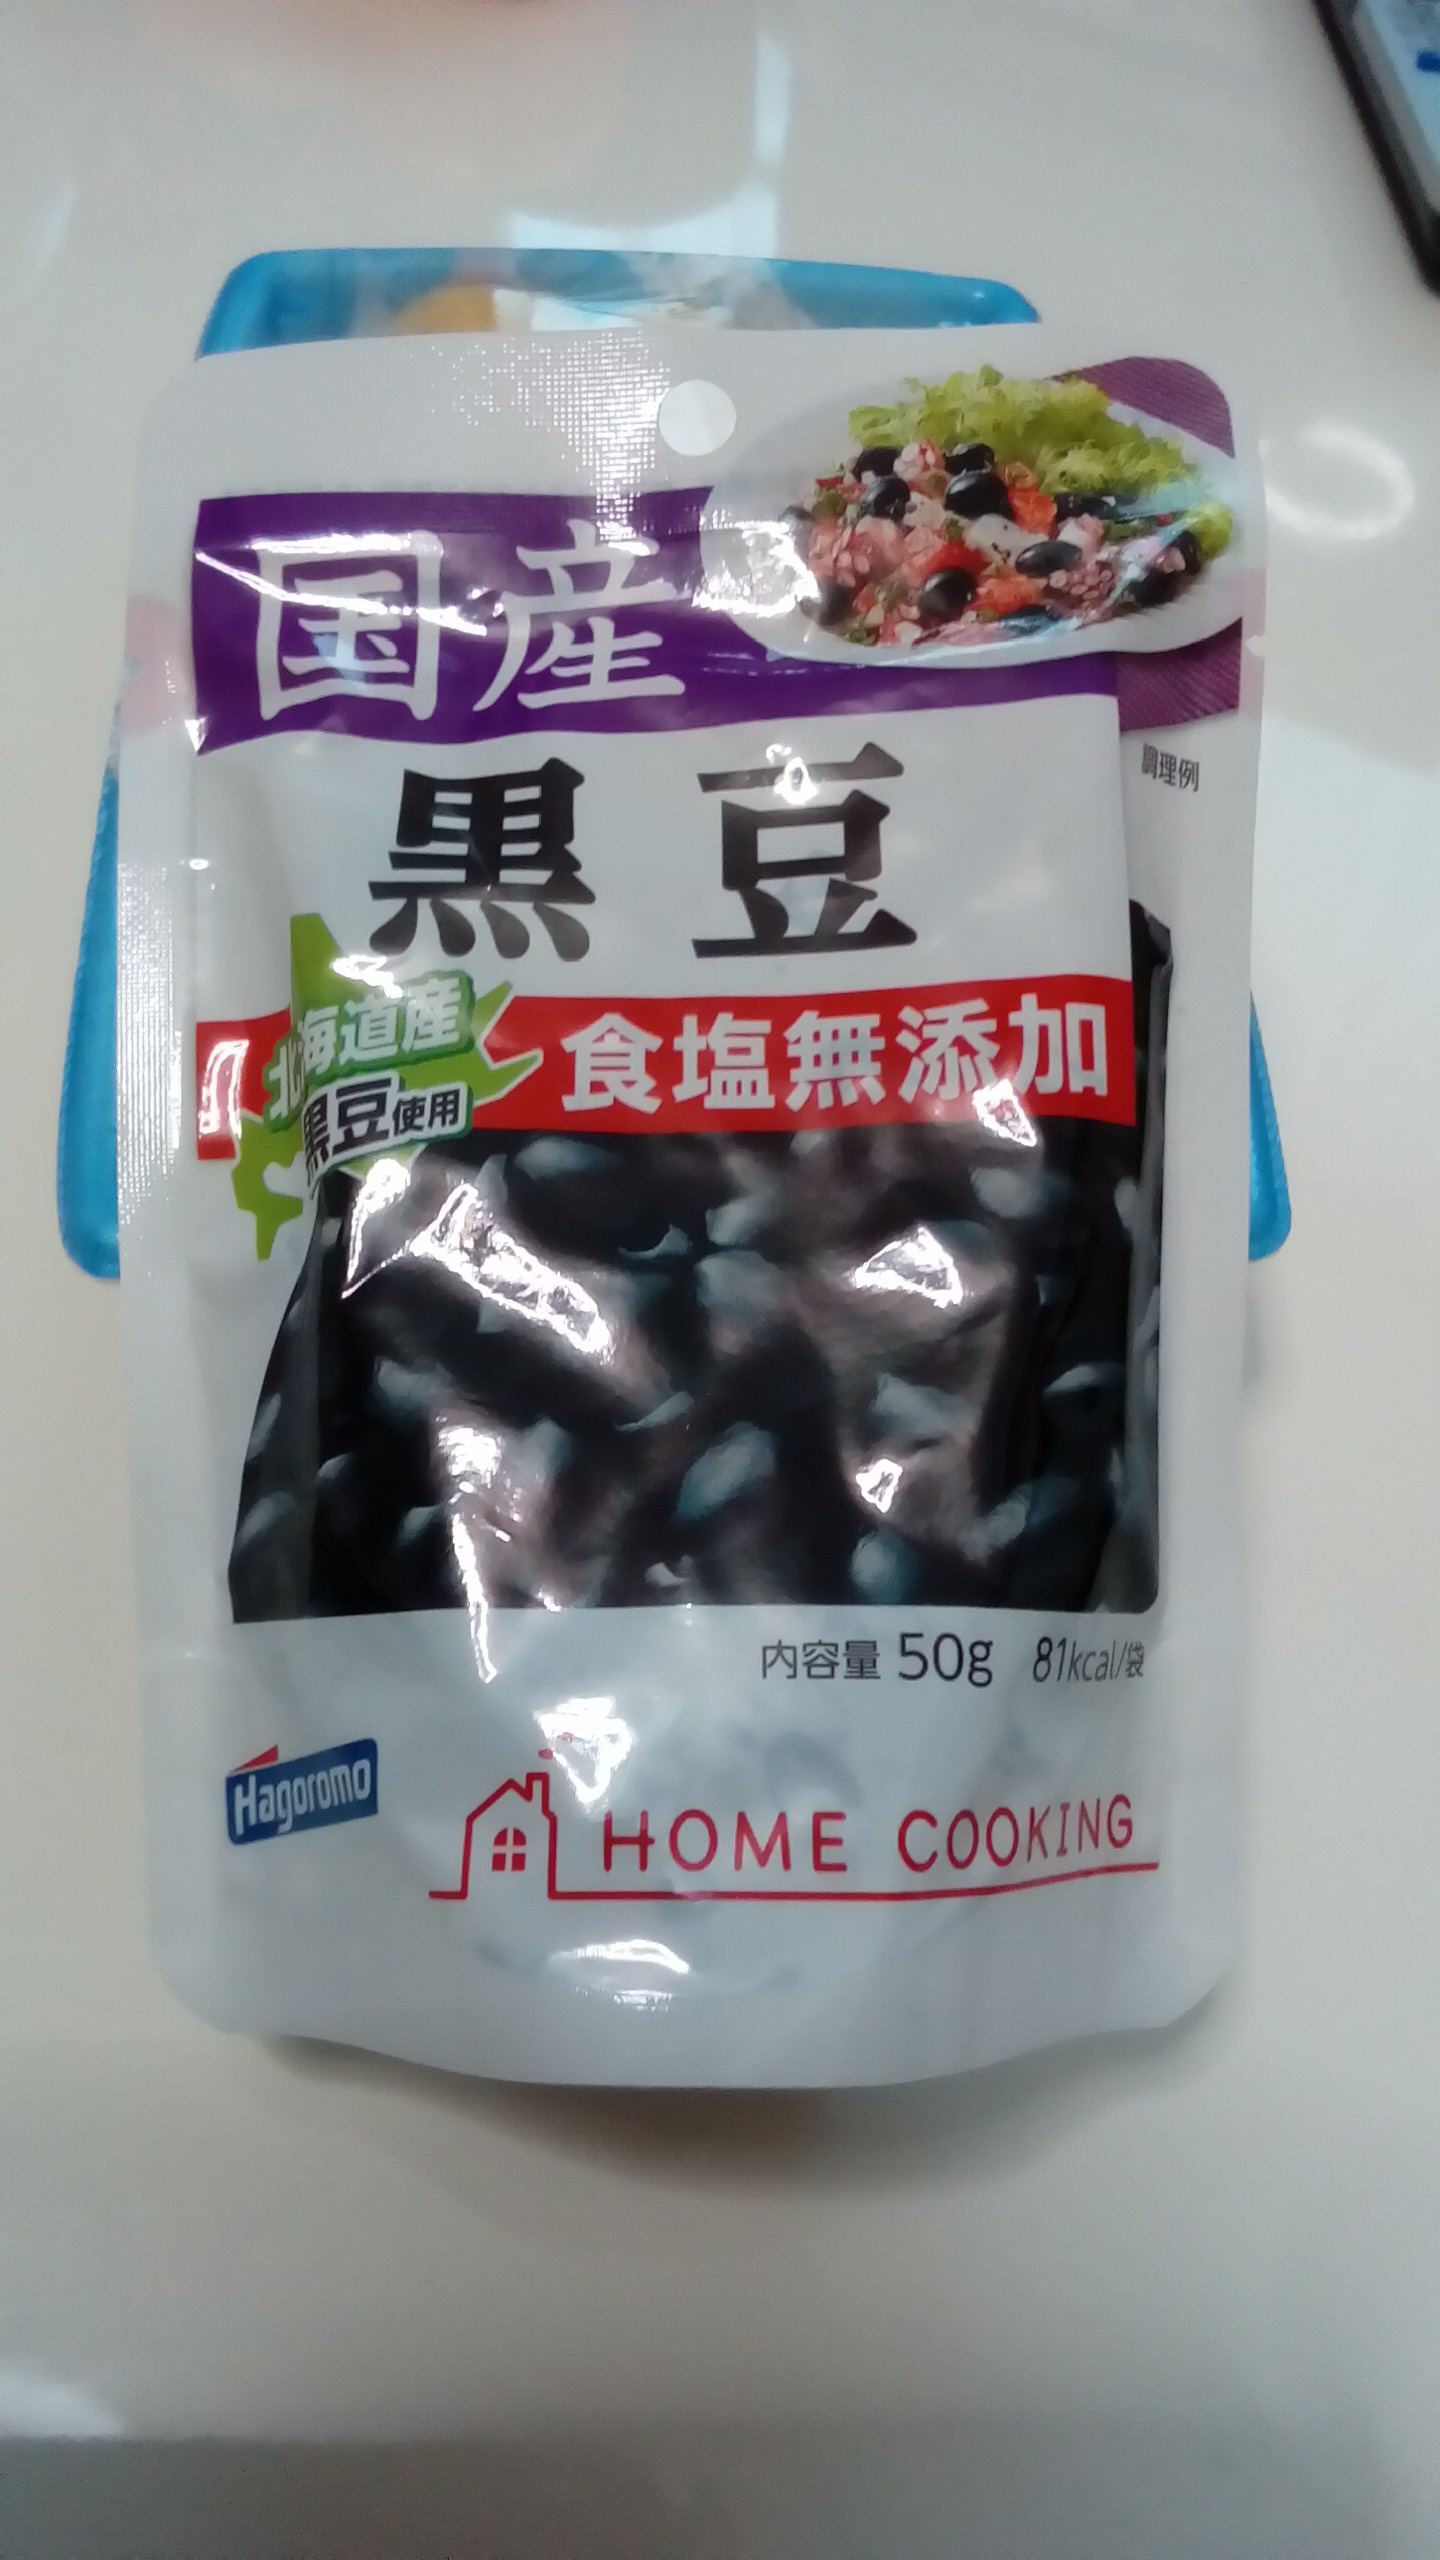 国産
黒豆
調理例
北海道産
黒豆使用
食塩無添加
内容量 50g 81kcal/袋
Hagoromo
HOME COOKING